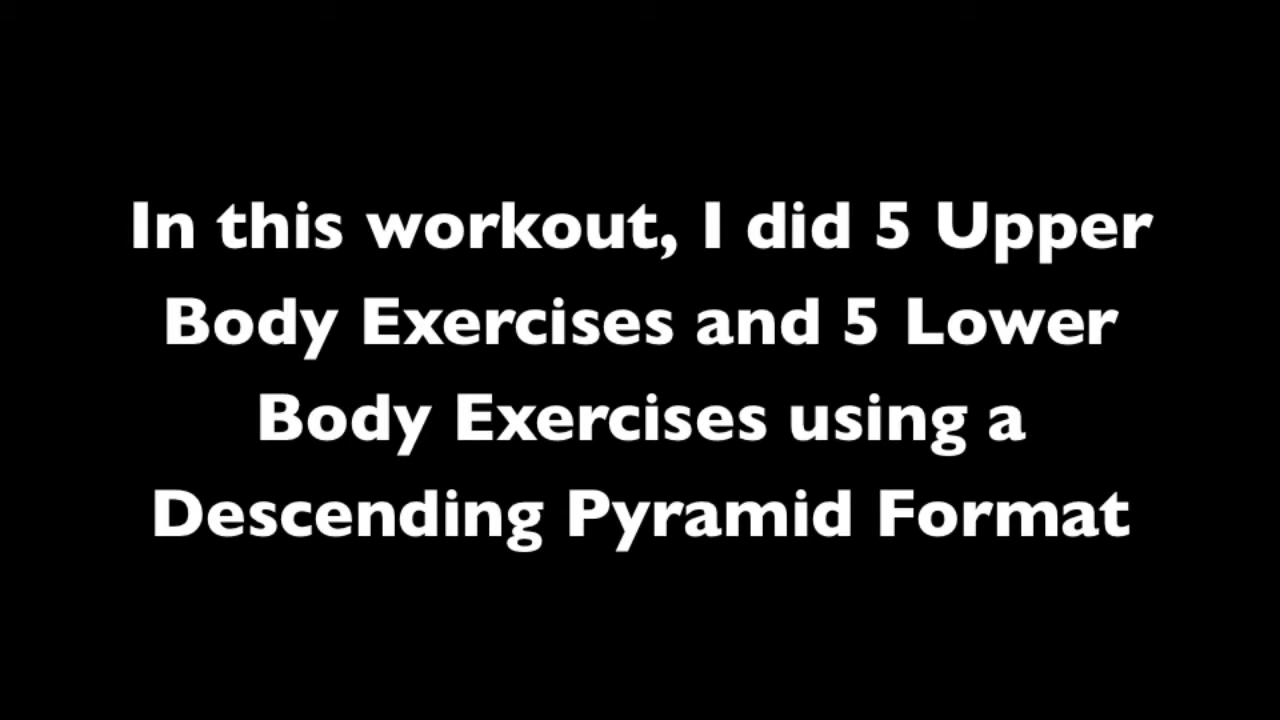 In this workout, I did 5 Upper
Body Exercises and 5 Lower
Body Exercises using a
Descending Pyramid Format